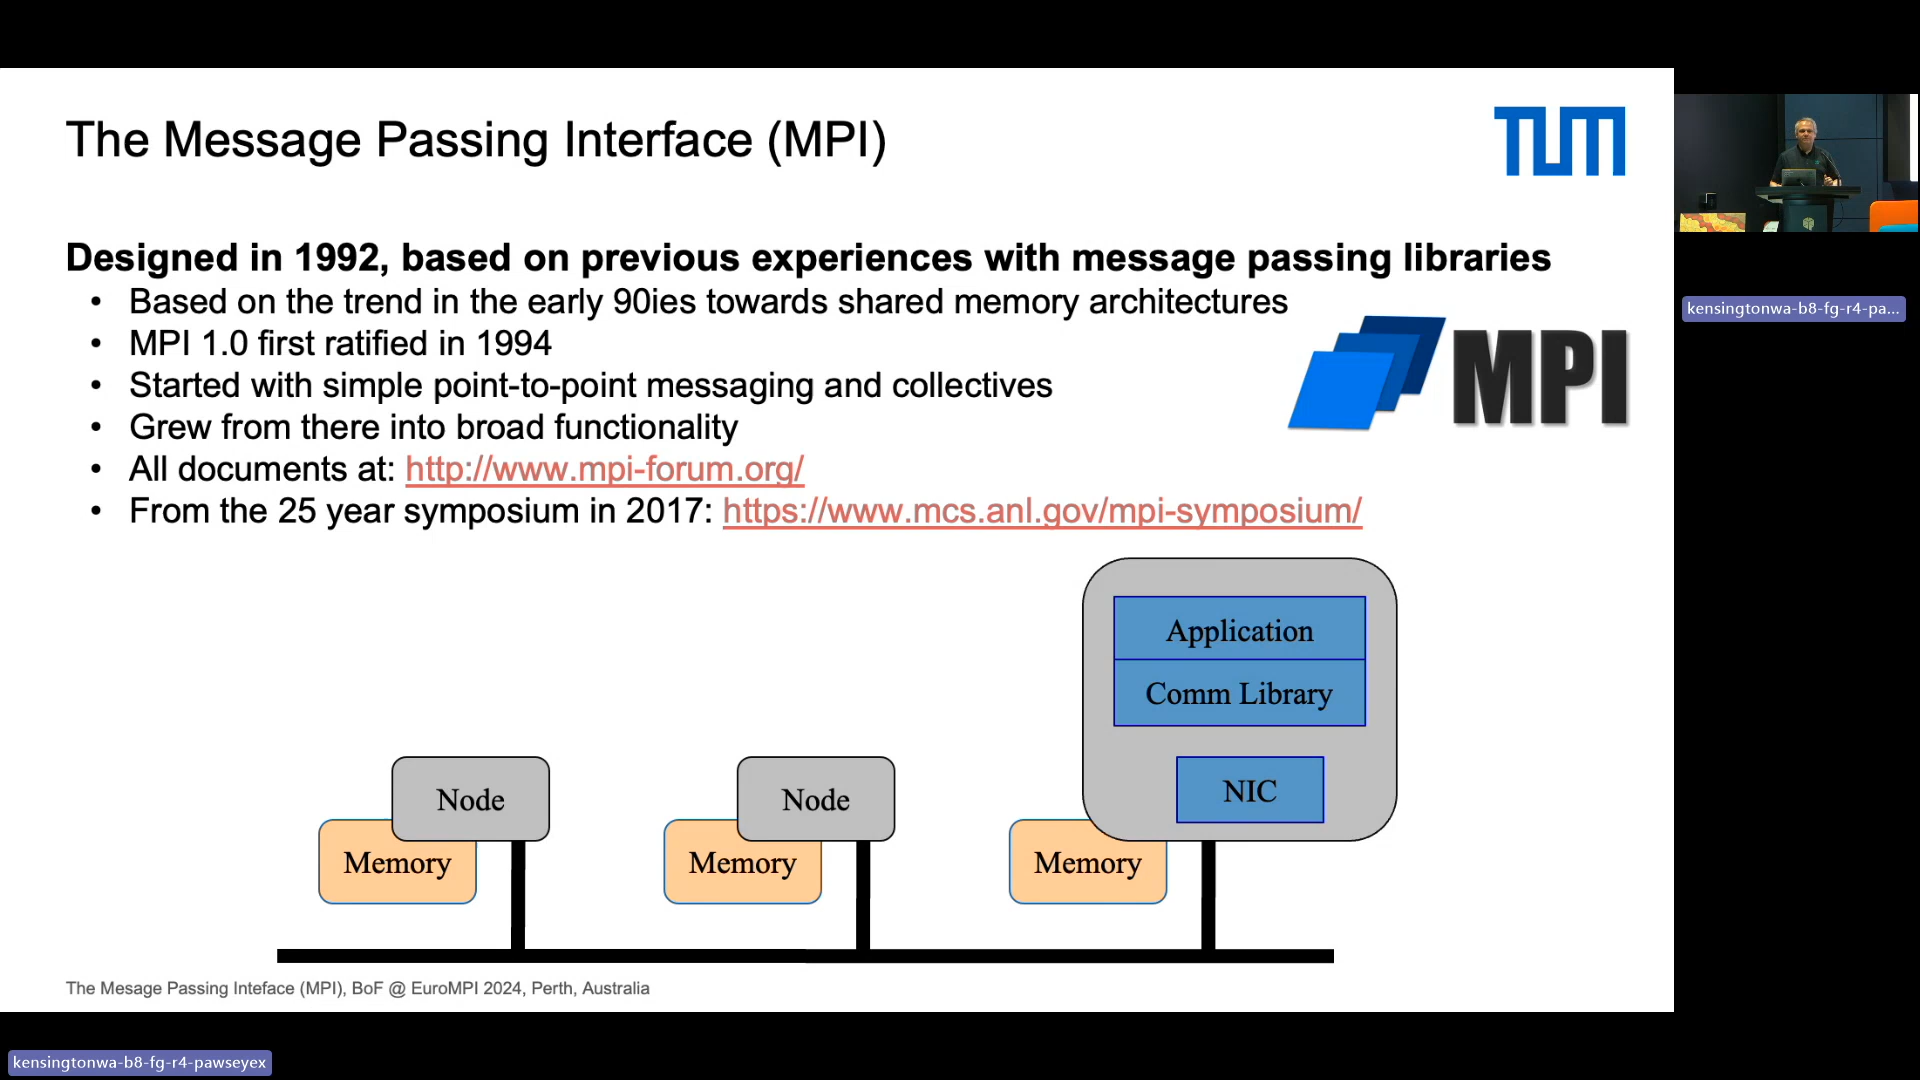 The Message Passing Interface (MPI)
TUM
Designed in 1992, based on previous experiences with message passing libraries
• Based on the trend in the early 90ies towards shared memory architectures
• MPI 1.0 first ratified in 1994
• Started with simple point-to-point messaging and collectives
• Grew from there into broad functionality
• All documents at: http://www.mpi-forum.org/
• From the 25 year symposium in 2017: https://www.mcs.anl.gov/mpi-symposium/
MPI
Application
Comm Library
NIC
Node
Memory
Node
Memory
Memory
The Mesage Passing Inteface (MPI), BoF @ EuroMPI 2024, Perth, Australia
kensingtonwa-b8-fg-r4-pa...
kensingtonwa-b8-fg-r4-pawseyex